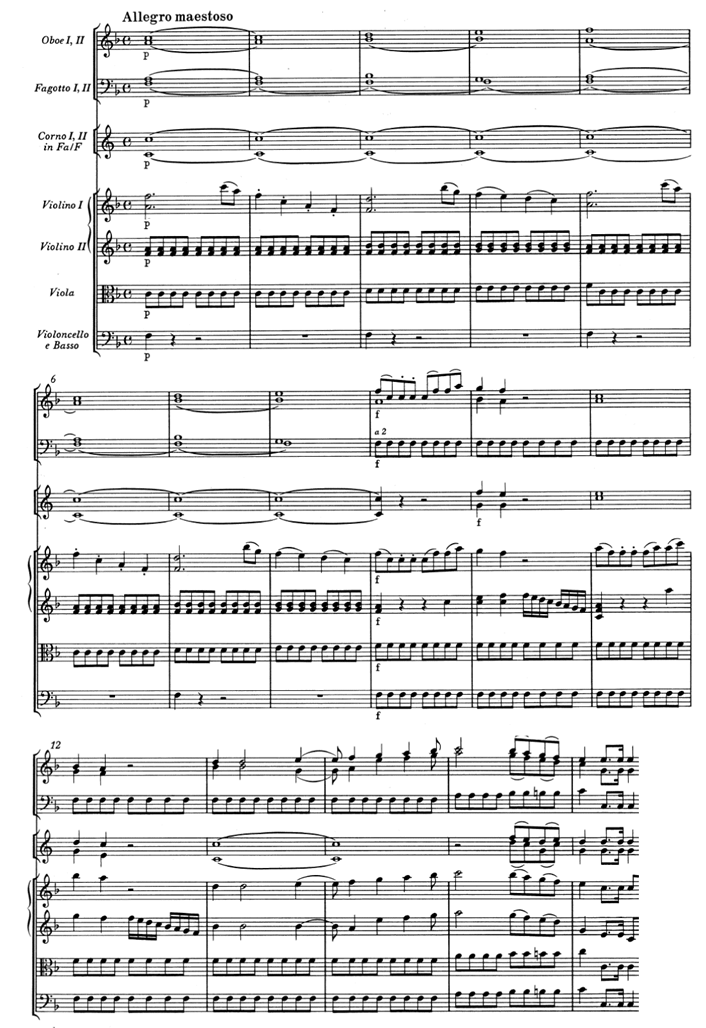 Allegro maestoso
Oboe I, II
P
Fagotto I, II
P
Corno I, II
in Fa/F
P
Violino I
P
Violino II
P
Viola
P
Violoncello
e Basso
P
6
f
a 2
f
f
f
f
f
f
12